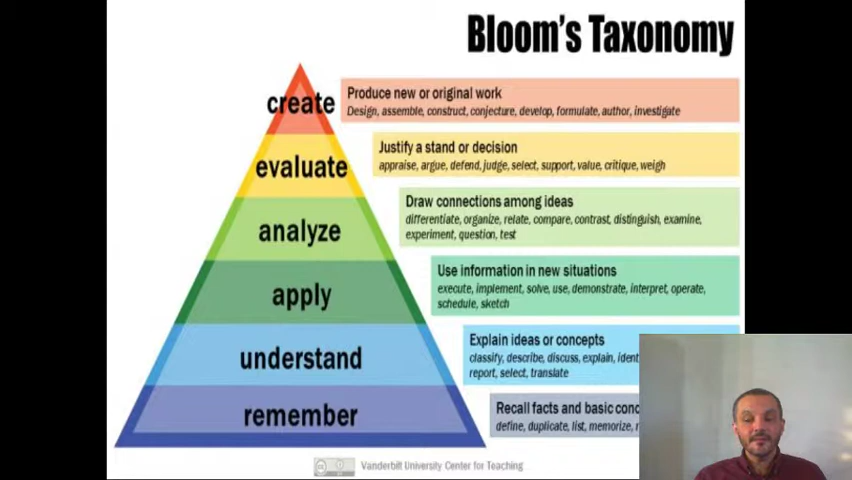 Bloom's Taxonomy
create
Produce new or original work
Design, assemble, construct, conjecture, develop, formulate, author, investigate
evaluate
Justify a stand or decision
appraise, argue, defend, judge, select, support, value, critique, weigh
analyze
Draw connections among ideas
differentiate, organize, relate, compare, contrast, distinguish, examine,
experiment, question, test
apply
Use information in new situations
execute, implement, solve, use, demonstrate, interpret, operate,
schedule, sketch
understand
Explain ideas or concepts
classify, describe, discuss, explain,
report, select, translate
remember
Recall facts and basic
define, duplicate, list, memorize,
Vanderbilt University Center for Teaching